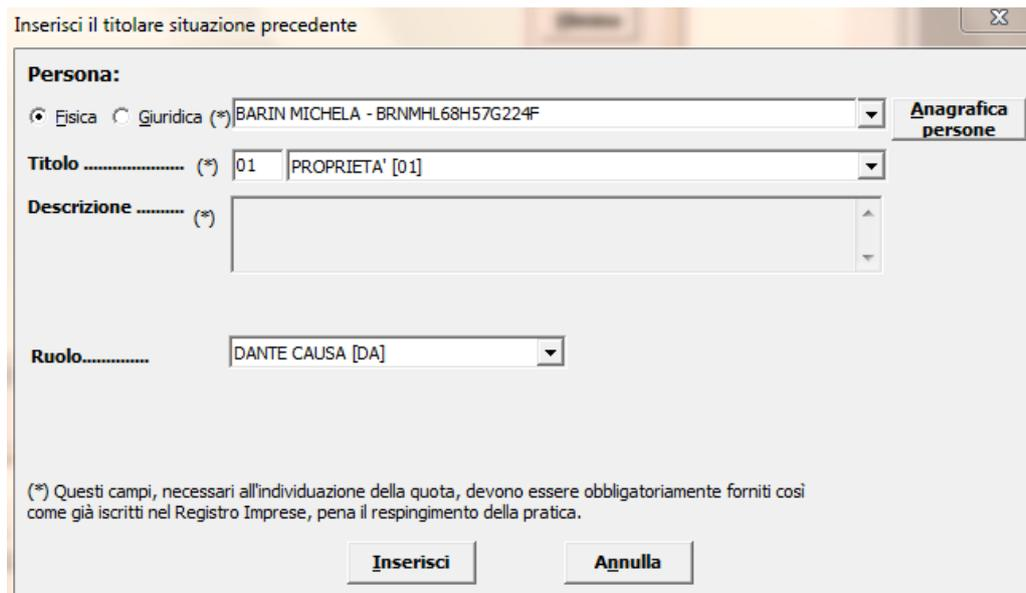 Inserisci il titolare situazione precedente
Persona:
Fisica Giuridica (*) BARIN MICHELA - BRNMHL68H57G224F Anagrafica persone
Titolo ..................... (*) 01 PROPRIETA' [01]
Descrizione .......... (*)
Ruolo.............. DANTE CAUSA [DA]
(*) Questi campi, necessari all'individuazione della quota, devono essere obbligatoriamente forniti così
come già iscritti nel Registro Imprese, pena il respingimento della pratica.
Inserisci Annulla